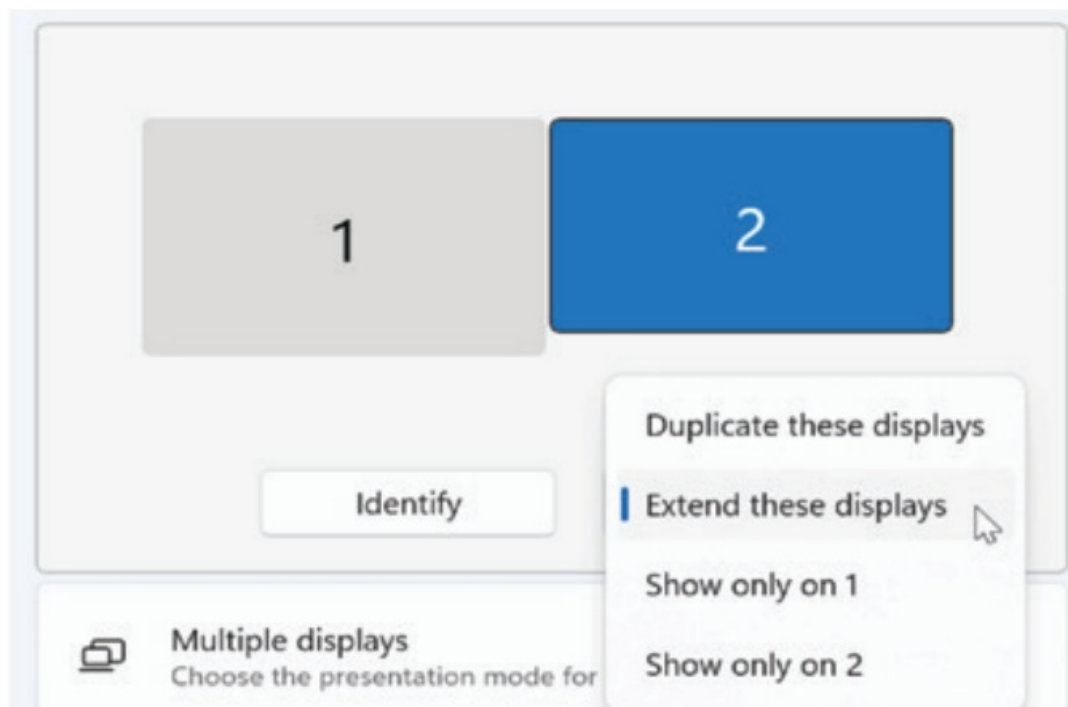 1
2
Duplicate these displays
Identify
Extend these displays
Show only on 1
Multiple displays
Choose the presentation mode for
Show only on 2